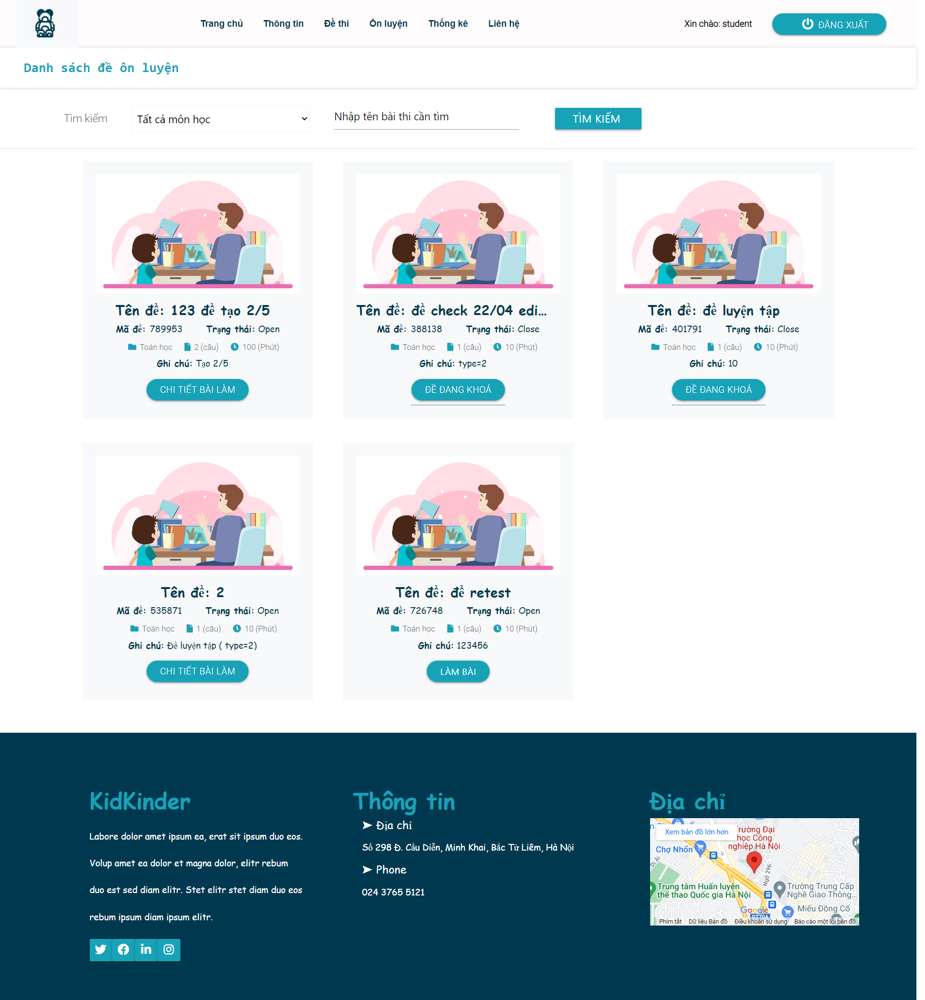 Trang chủ Thông tin Đề thi Ôn luyện Thống kê Liên hệ Xin chào: student ĐĂNG XUẤT
Danh sách đề ôn luyện
Tìm kiếm Tất cả môn học Nhập tên bài thi cần tìm TÌM KIẾM
Tên đề: 123 đề tạo 2/5
Mã đề: 789953 Trạng thái: Open
Toán học 2 (câu) 100 (Phút)
Ghi chú: Tạo 2/5
CHI TIẾT BÀI LÀM
Tên đề: đề check 22/04 edi...
Mã đề: 388138 Trạng thái: Close
Toán học 1 (câu) 10 (Phút)
Ghi chú: type=2
ĐỀ ĐANG KHOÁ
Tên đề: đề luyện tập
Mã đề: 401791 Trạng thái: Close
Toán học 1 (câu) 10 (Phút)
Ghi chú: 10
ĐỀ ĐANG KHOÁ
Tên đề: 2
Mã đề: 535871 Trạng thái: Open
Toán học 1 (câu) 10 (Phút)
Ghi chú: Đề luyện tập ( type=2)
CHI TIẾT BÀI LÀM
Tên đề: đề retest
Mã đề: 726748 Trạng thái: Open
Toán học 1 (câu) 10 (Phút)
Ghi chú: 123456
LÀM BÀI
KidKinder
Labore dolor amet ipsum ea, erat sit ipsum duo eos.
Volup amet ea dolor et magna dolor, elitr rebum
duo est sed diam elitr. Stet elitr stet diam duo eos
rebum ipsum diam ipsum elitr.
Thông tin
➤ Địa chỉ
Số 298 Đ. Cầu Diễn, Minh Khai, Bắc Từ Liêm, Hà Nội
➤ Phone
024 3765 5121
Địa chỉ
Xem bản đồ lớn hơn
Trường Đại
học Công
nghiệp Hà Nội
Chợ Nhổn
Ngõ 296
Trung tâm Huấn luyện
thể thao Quốc gia Hà Nội
Trường Trung Cấp
Nghề Giao Thông...
Miếu Đồng Cổ
Google
Phím tắt Dữ liệu Bản đồ Điều khoản sử dụng Báo cáo một lỗi bản đồ